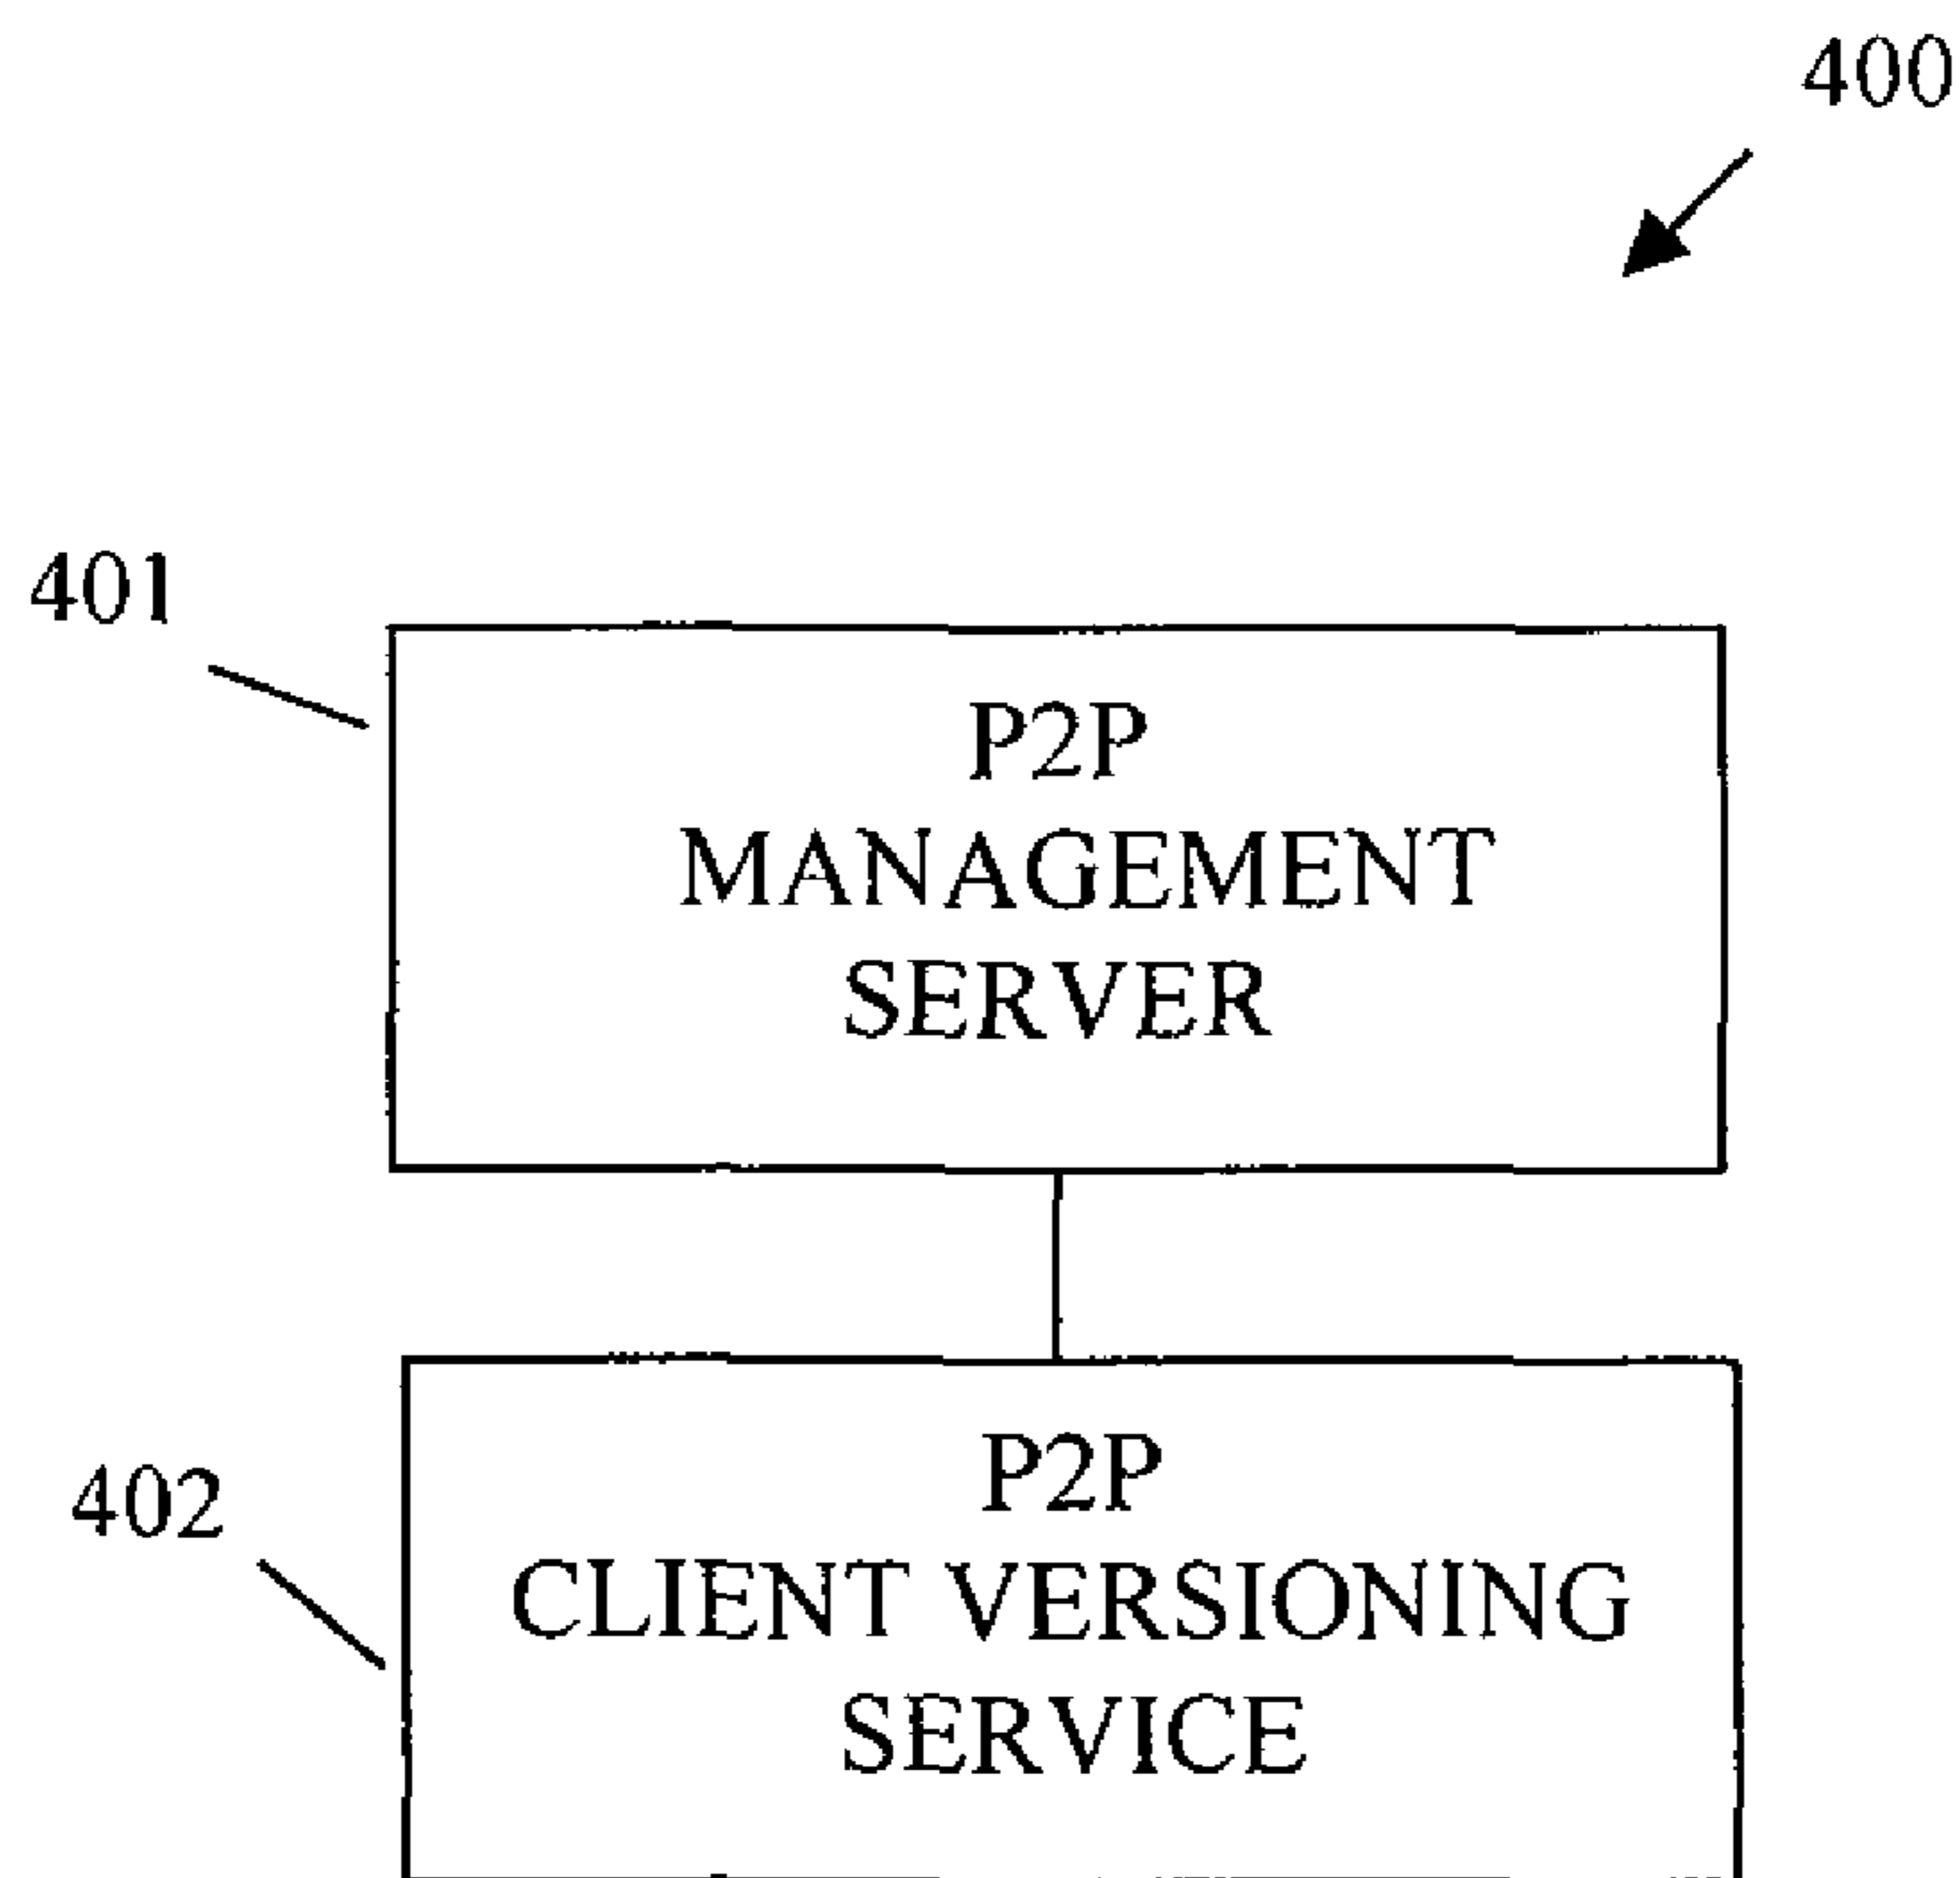 400
401
P2P
MANAGEMENT
SERVER
402
P2P
CLIENT VERSIONING
SERVICE